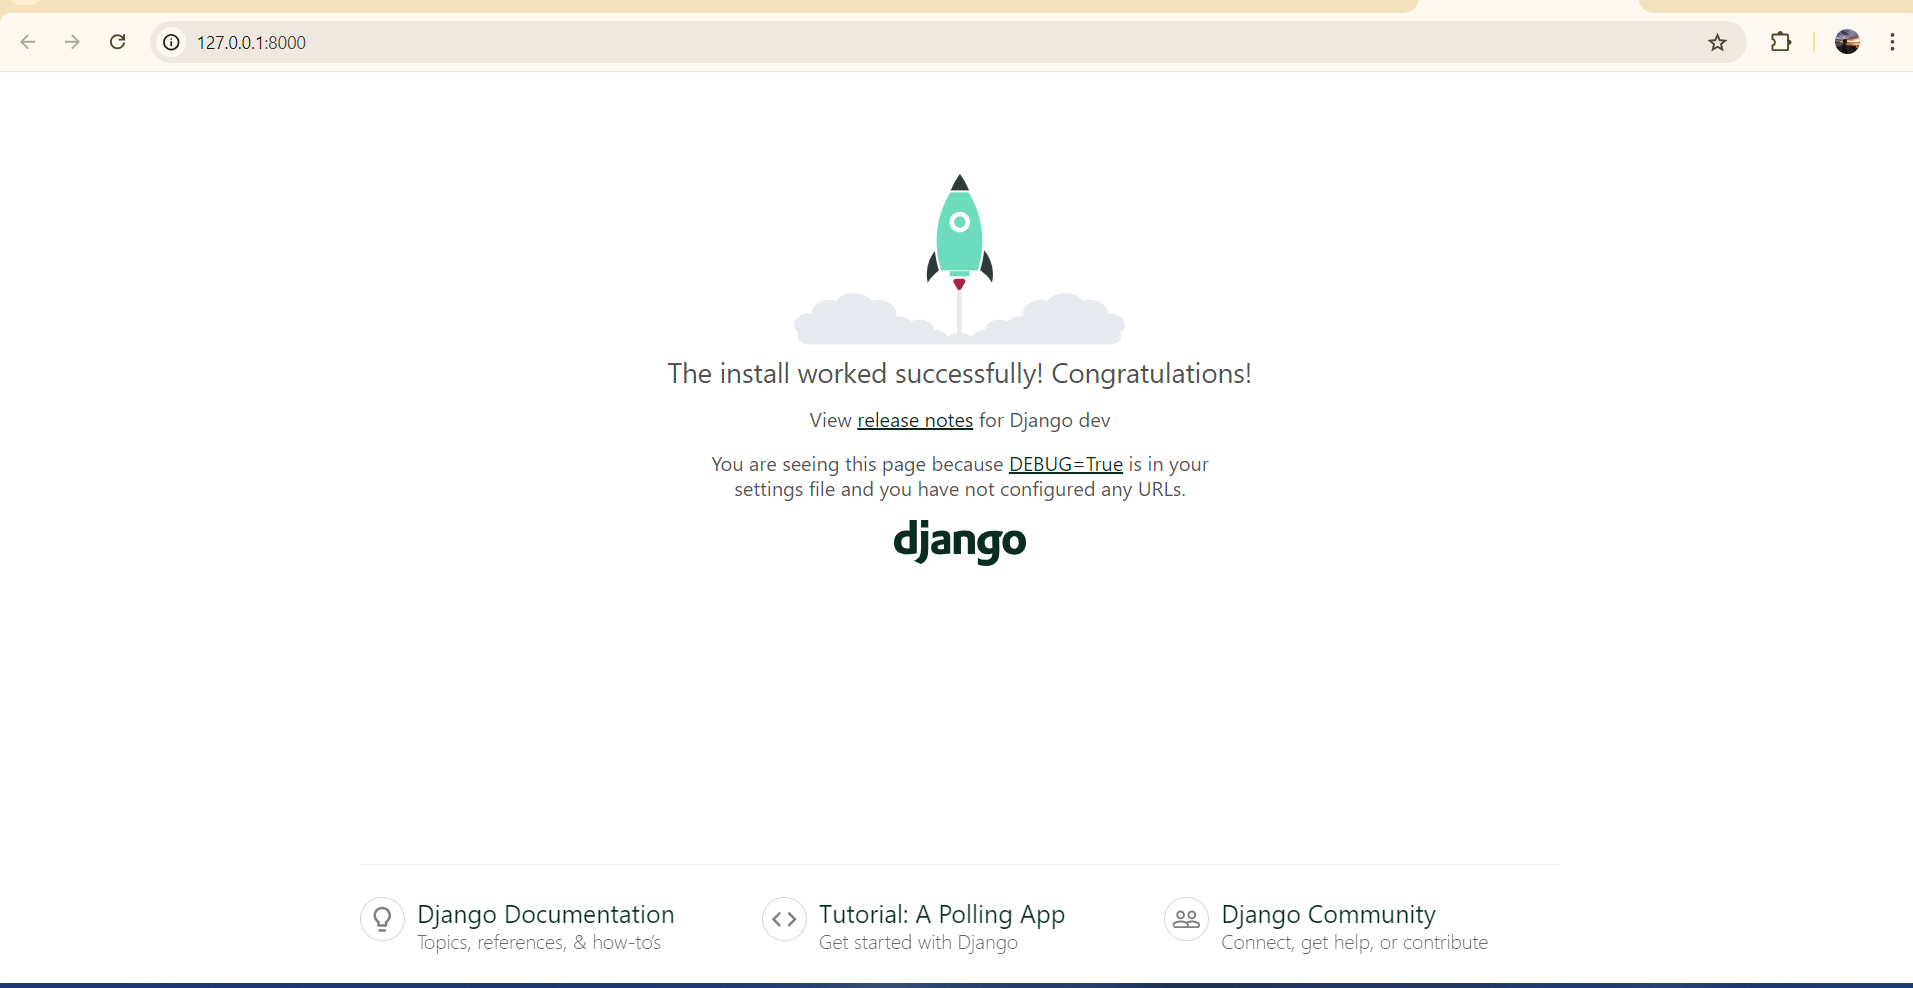 127.0.0.1:8000
The install worked successfully! Congratulations!
View release notes for Django dev
You are seeing this page because DEBUG=True is in your
settings file and you have not configured any URLs.
django
Django Documentation
Topics, references, & how-to’s
Tutorial: A Polling App
Get started with Django
Django Community
Connect, get help, or contribute